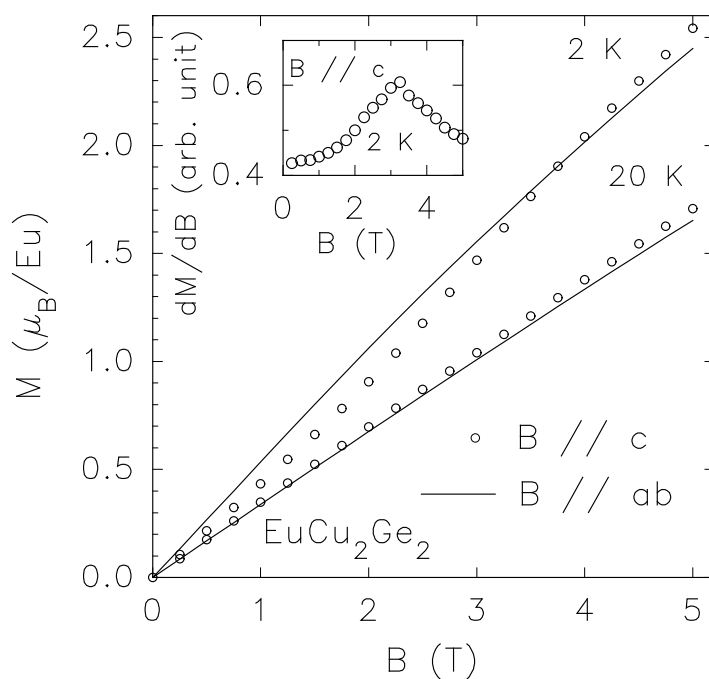 2.5
2.0
1.5
1.0
0.5
0.0
M (μ_B/Eu)
0 1 2 3 4 5
B (T)
2 K
20 K
B // c
0.6
0.4
dM/dB (arb. unit)
2 K
0 2 4
B (T)
B // c
B // ab
EuCu₂Ge₂